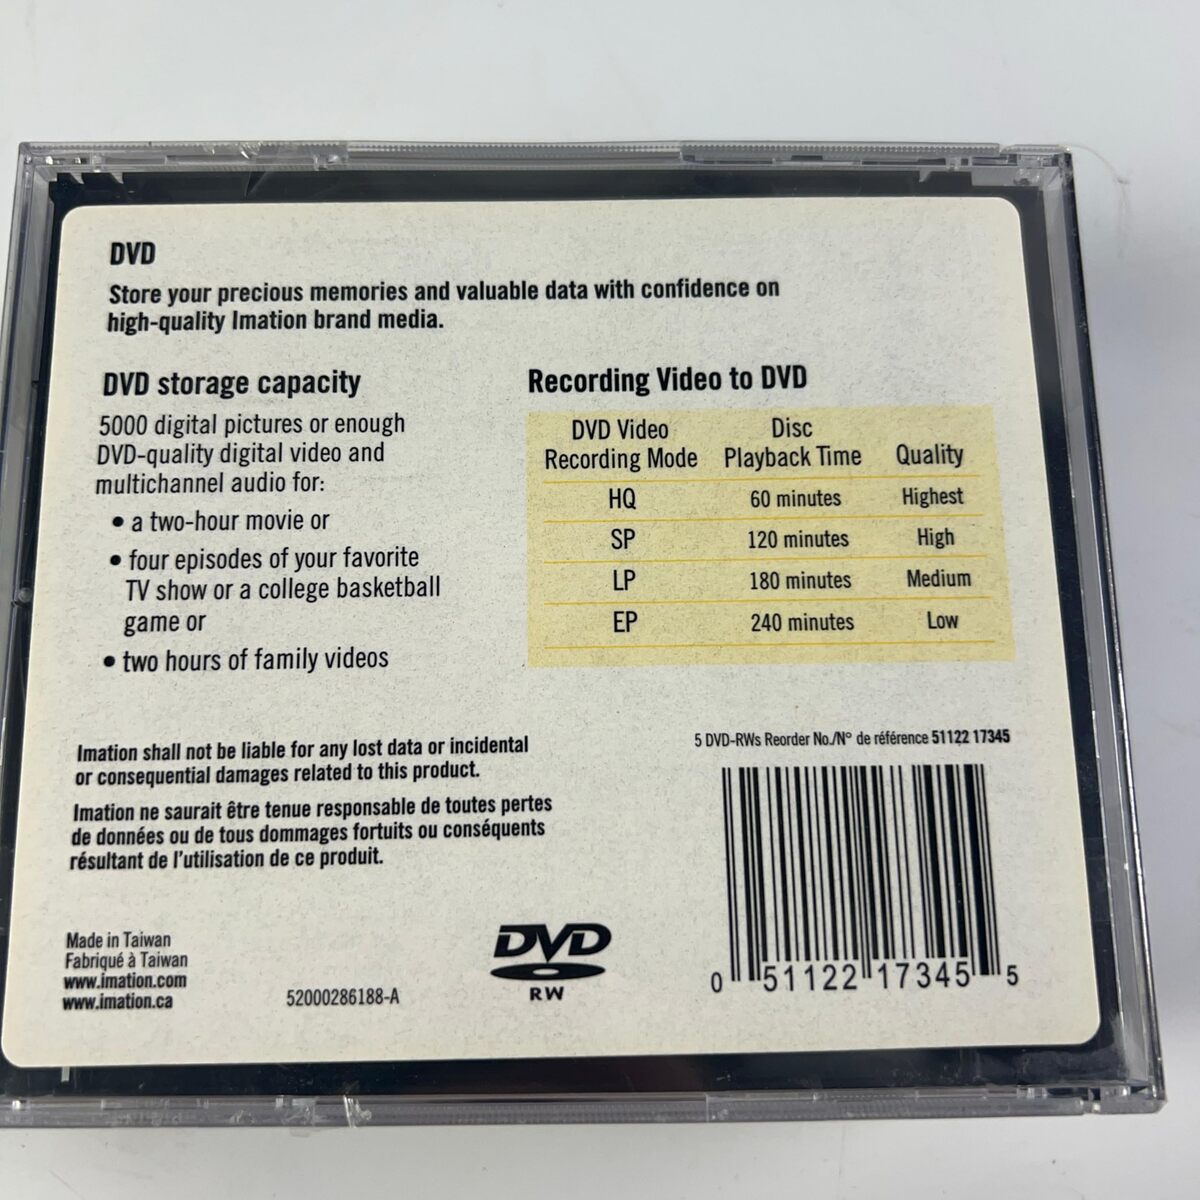 DVD
Store your precious memories and valuable data with confidence on
high-quality Imation brand media.
DVD storage capacity
5000 digital pictures or enough
DVD-quality digital video and
multichannel audio for:
• a two-hour movie or
• four episodes of your favorite
TV show or a college basketball
game or
• two hours of family videos
Recording Video to DVD
DVD Video Disc
Recording Mode Playback Time Quality
HQ 60 minutes Highest
SP 120 minutes High
LP 180 minutes Medium
EP 240 minutes Low
Imation shall not be liable for any lost data or incidental
or consequential damages related to this product.
Imation ne saurait être tenue responsable de toutes pertes
de données ou de tous dommages fortuits ou conséquents
résultant de l'utilisation de ce produit.
5 DVD-RWs Reorder No./N° de référence 51122 17345
0 51122 17345 5
Made in Taiwan
Fabriqué à Taiwan
www.imation.com
www.imation.ca
52000286188-A
DVD
RW